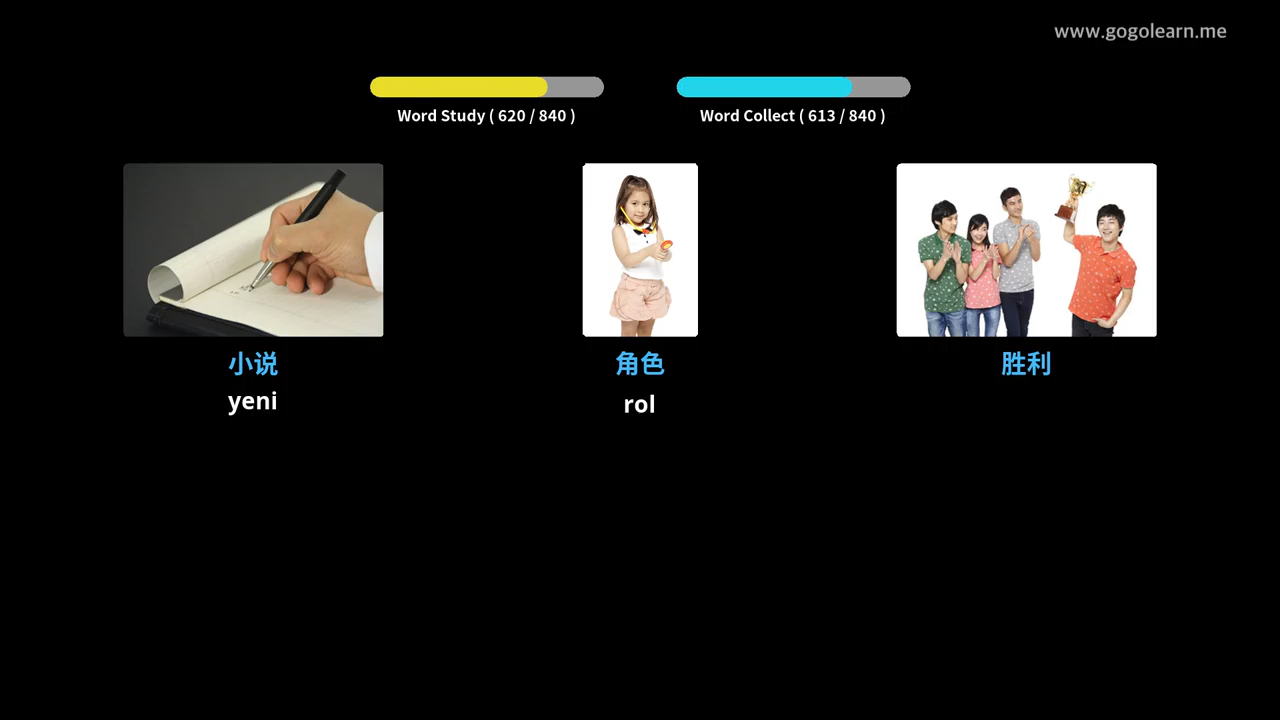 www.gogolearn.me
Word Study ( 620 / 840 )
Word Collect ( 613 / 840 )
小说
角色
胜利
yeni
rol